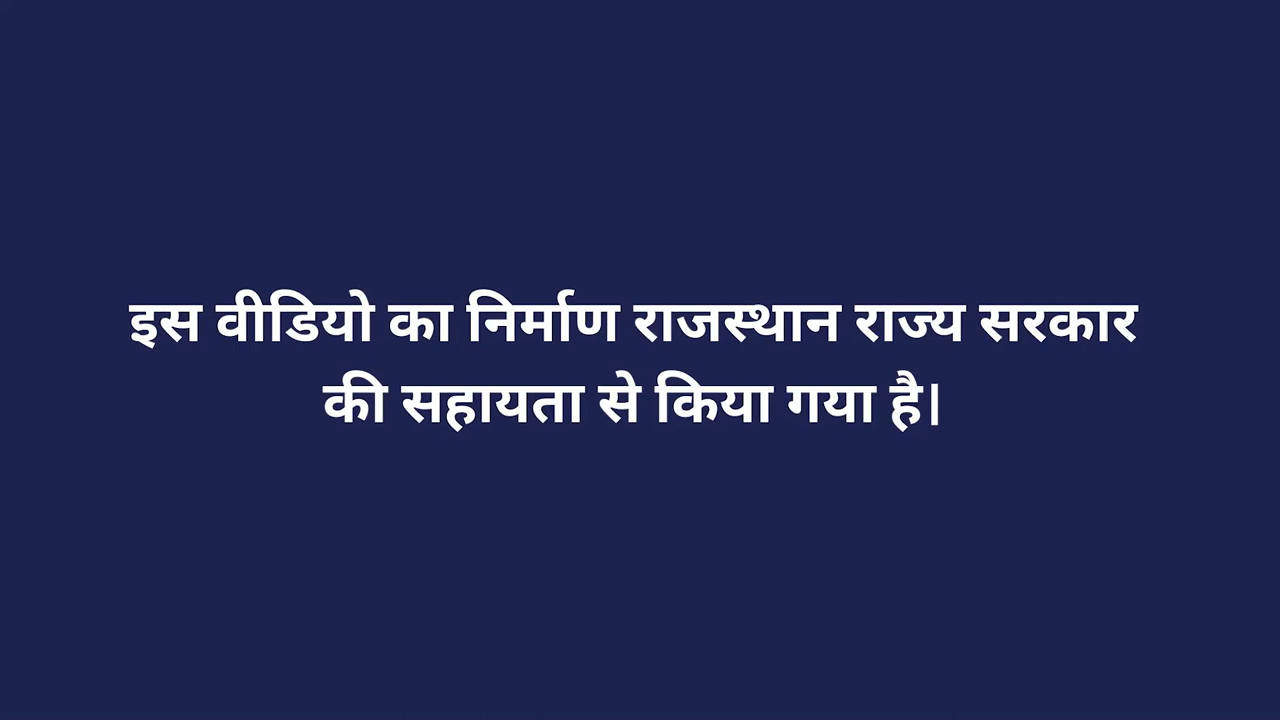 इस वीडियो का निर्माण राजस्थान राज्य सरकार
की सहायता से किया गया है।